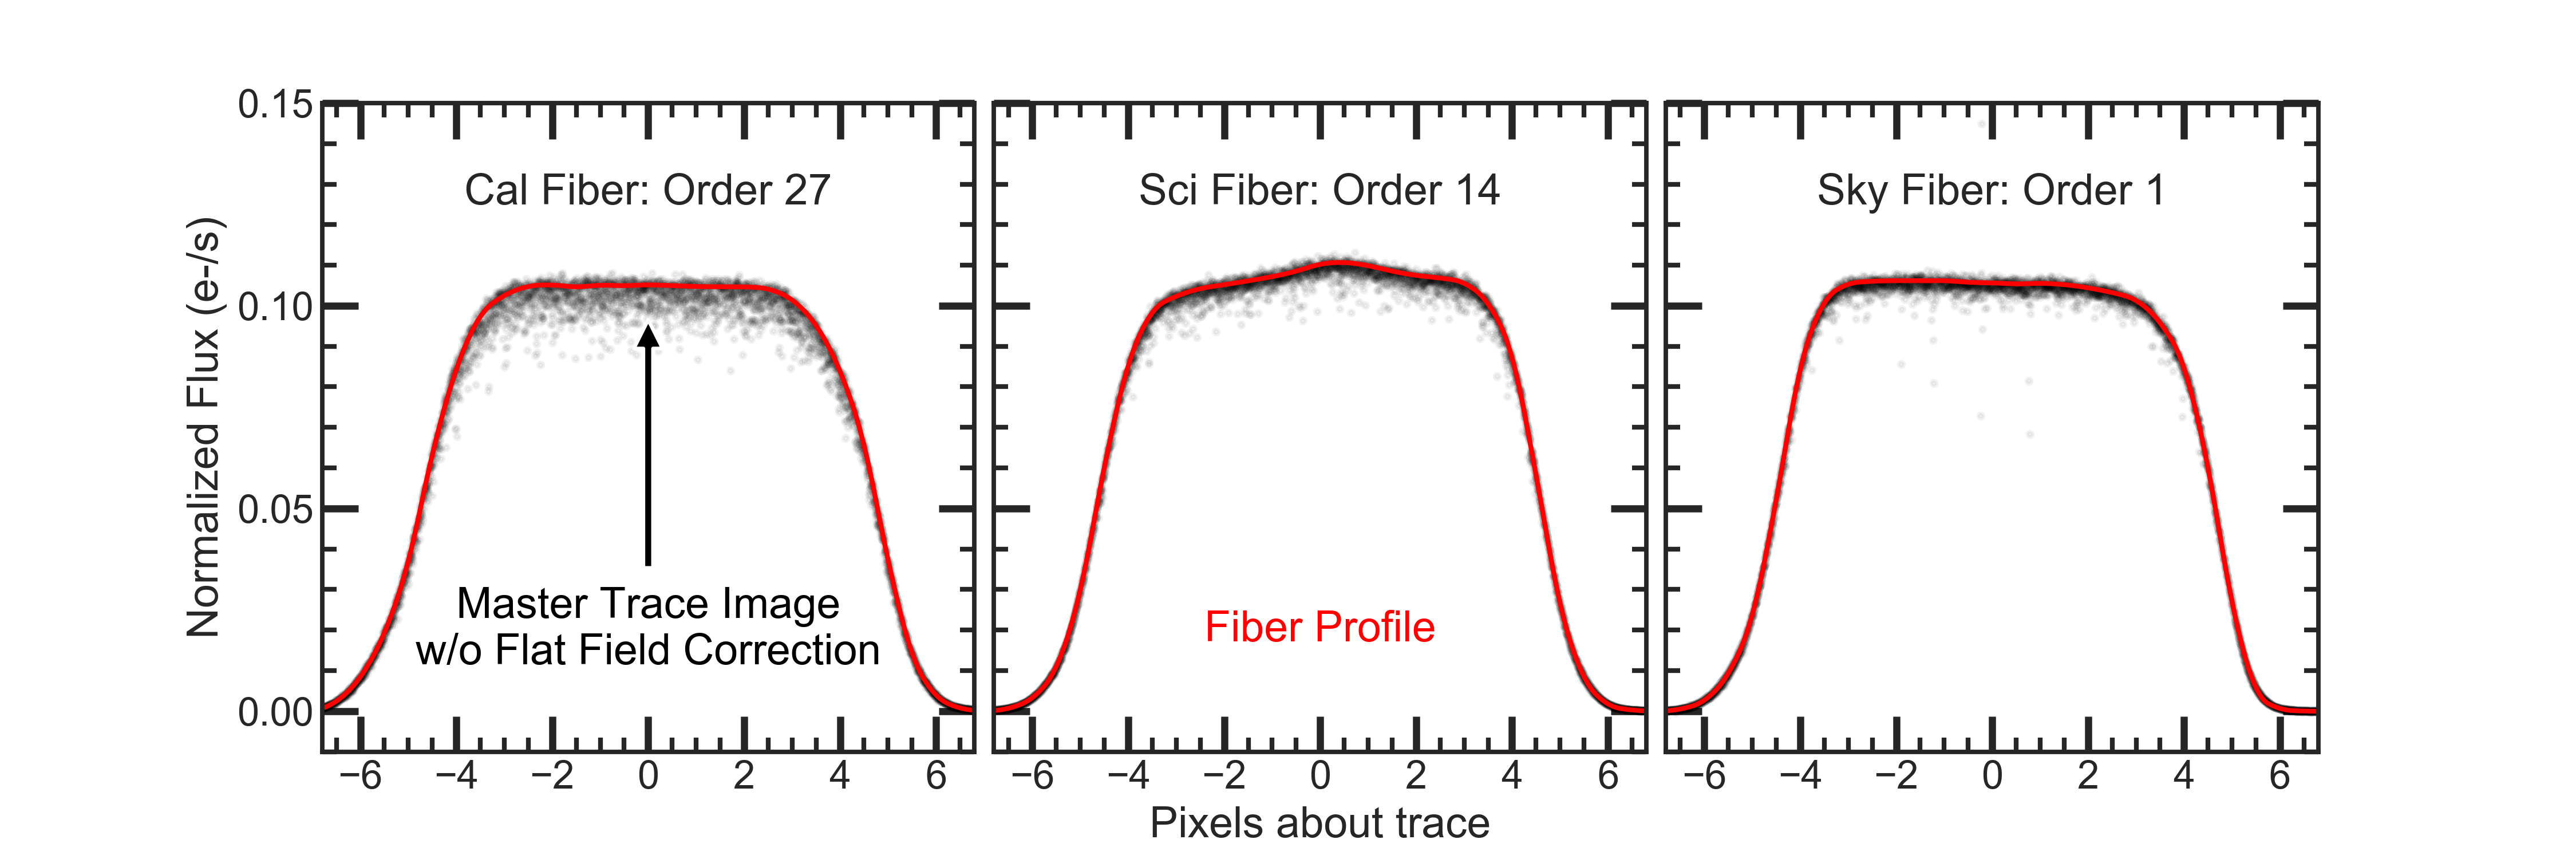 Cal Fiber: Order 27
Sci Fiber: Order 14
Sky Fiber: Order 1
Normalized Flux (e-/s)
0.15
0.10
0.05
0.00
Master Trace Image
w/o Flat Field Correction
Fiber Profile
−6 −4 −2 0 2 4 6
−6 −4 −2 0 2 4 6
−6 −4 −2 0 2 4 6
Pixels about trace